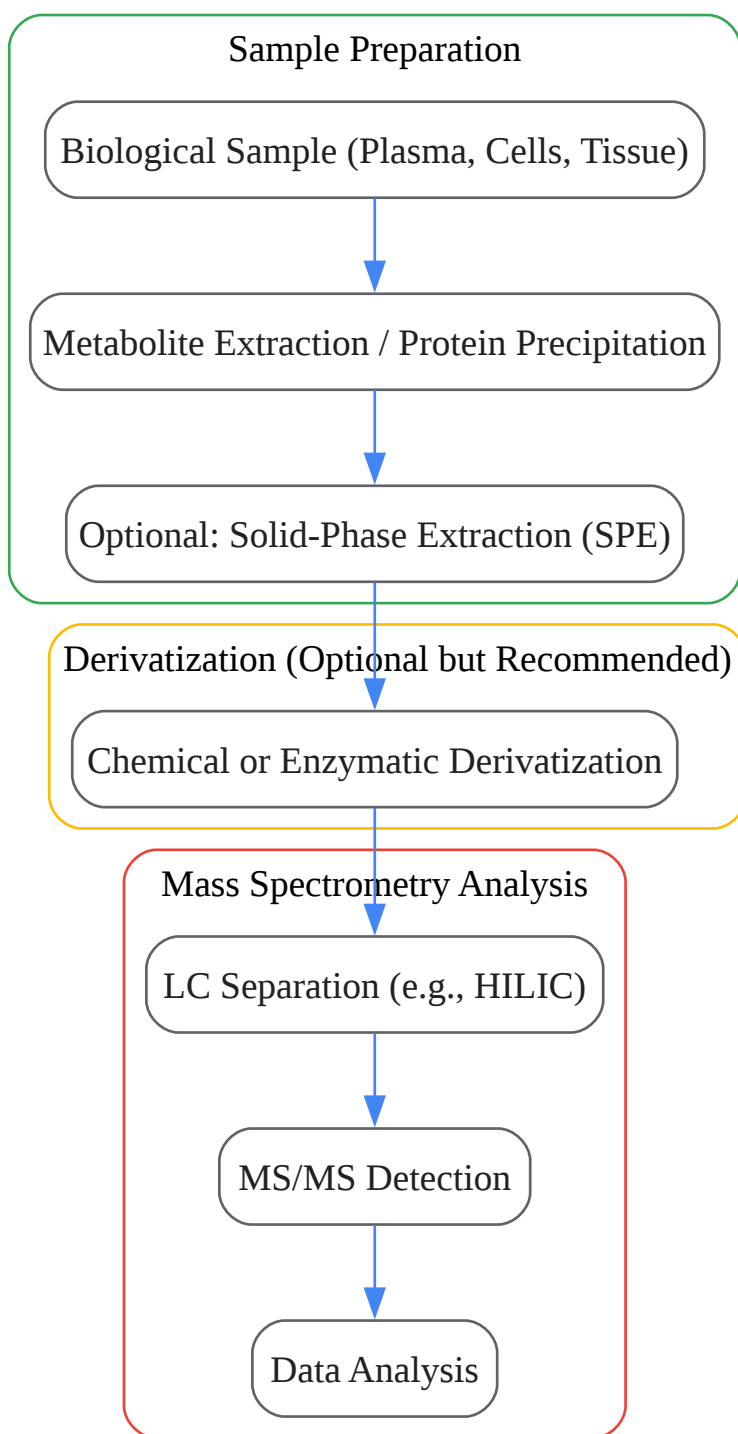 Sample Preparation
Biological Sample (Plasma, Cells, Tissue)
Metabolite Extraction / Protein Precipitation
Optional: Solid-Phase Extraction (SPE)
Derivatization (Optional but Recommended)
Chemical or Enzymatic Derivatization
Mass Spectrometry Analysis
LC Separation (e.g., HILIC)
MS/MS Detection
Data Analysis